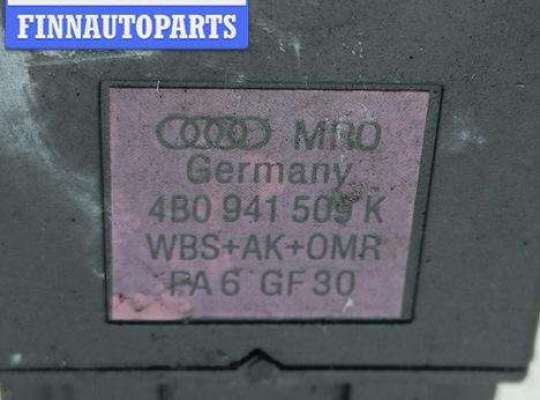 FINNAUTOPARTS
MRO
Germany
4B0 941 509 K
WBS+AK+OMR
PA 6 GF 30